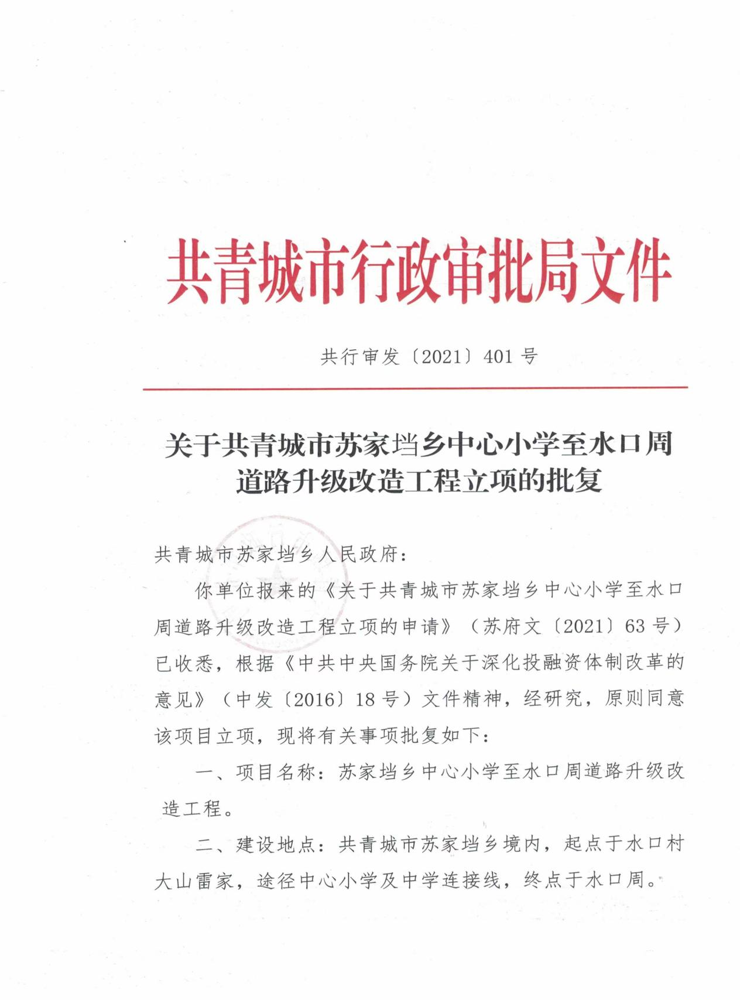 共青城市行政审批局文件
共行审发〔2021〕401号
关于共青城市苏家垱乡中心小学至水口周
道路升级改造工程立项的批复
共青城市苏家垱乡人民政府：
你单位报来的《关于共青城市苏家垱乡中心小学至水口
周道路升级改造工程立项的申请》（苏府文〔2021〕63号）
已收悉，根据《中共中央国务院关于深化投融资体制改革的
意见》（中发〔2016〕18号）文件精神，经研究，原则同意
该项目立项，现将有关事项批复如下：
一、项目名称：苏家垱乡中心小学至水口周道路升级改
造工程。
二、建设地点：共青城市苏家垱乡境内，起点于水口村
大山雷家，途径中心小学及中学连接线，终点于水口周。